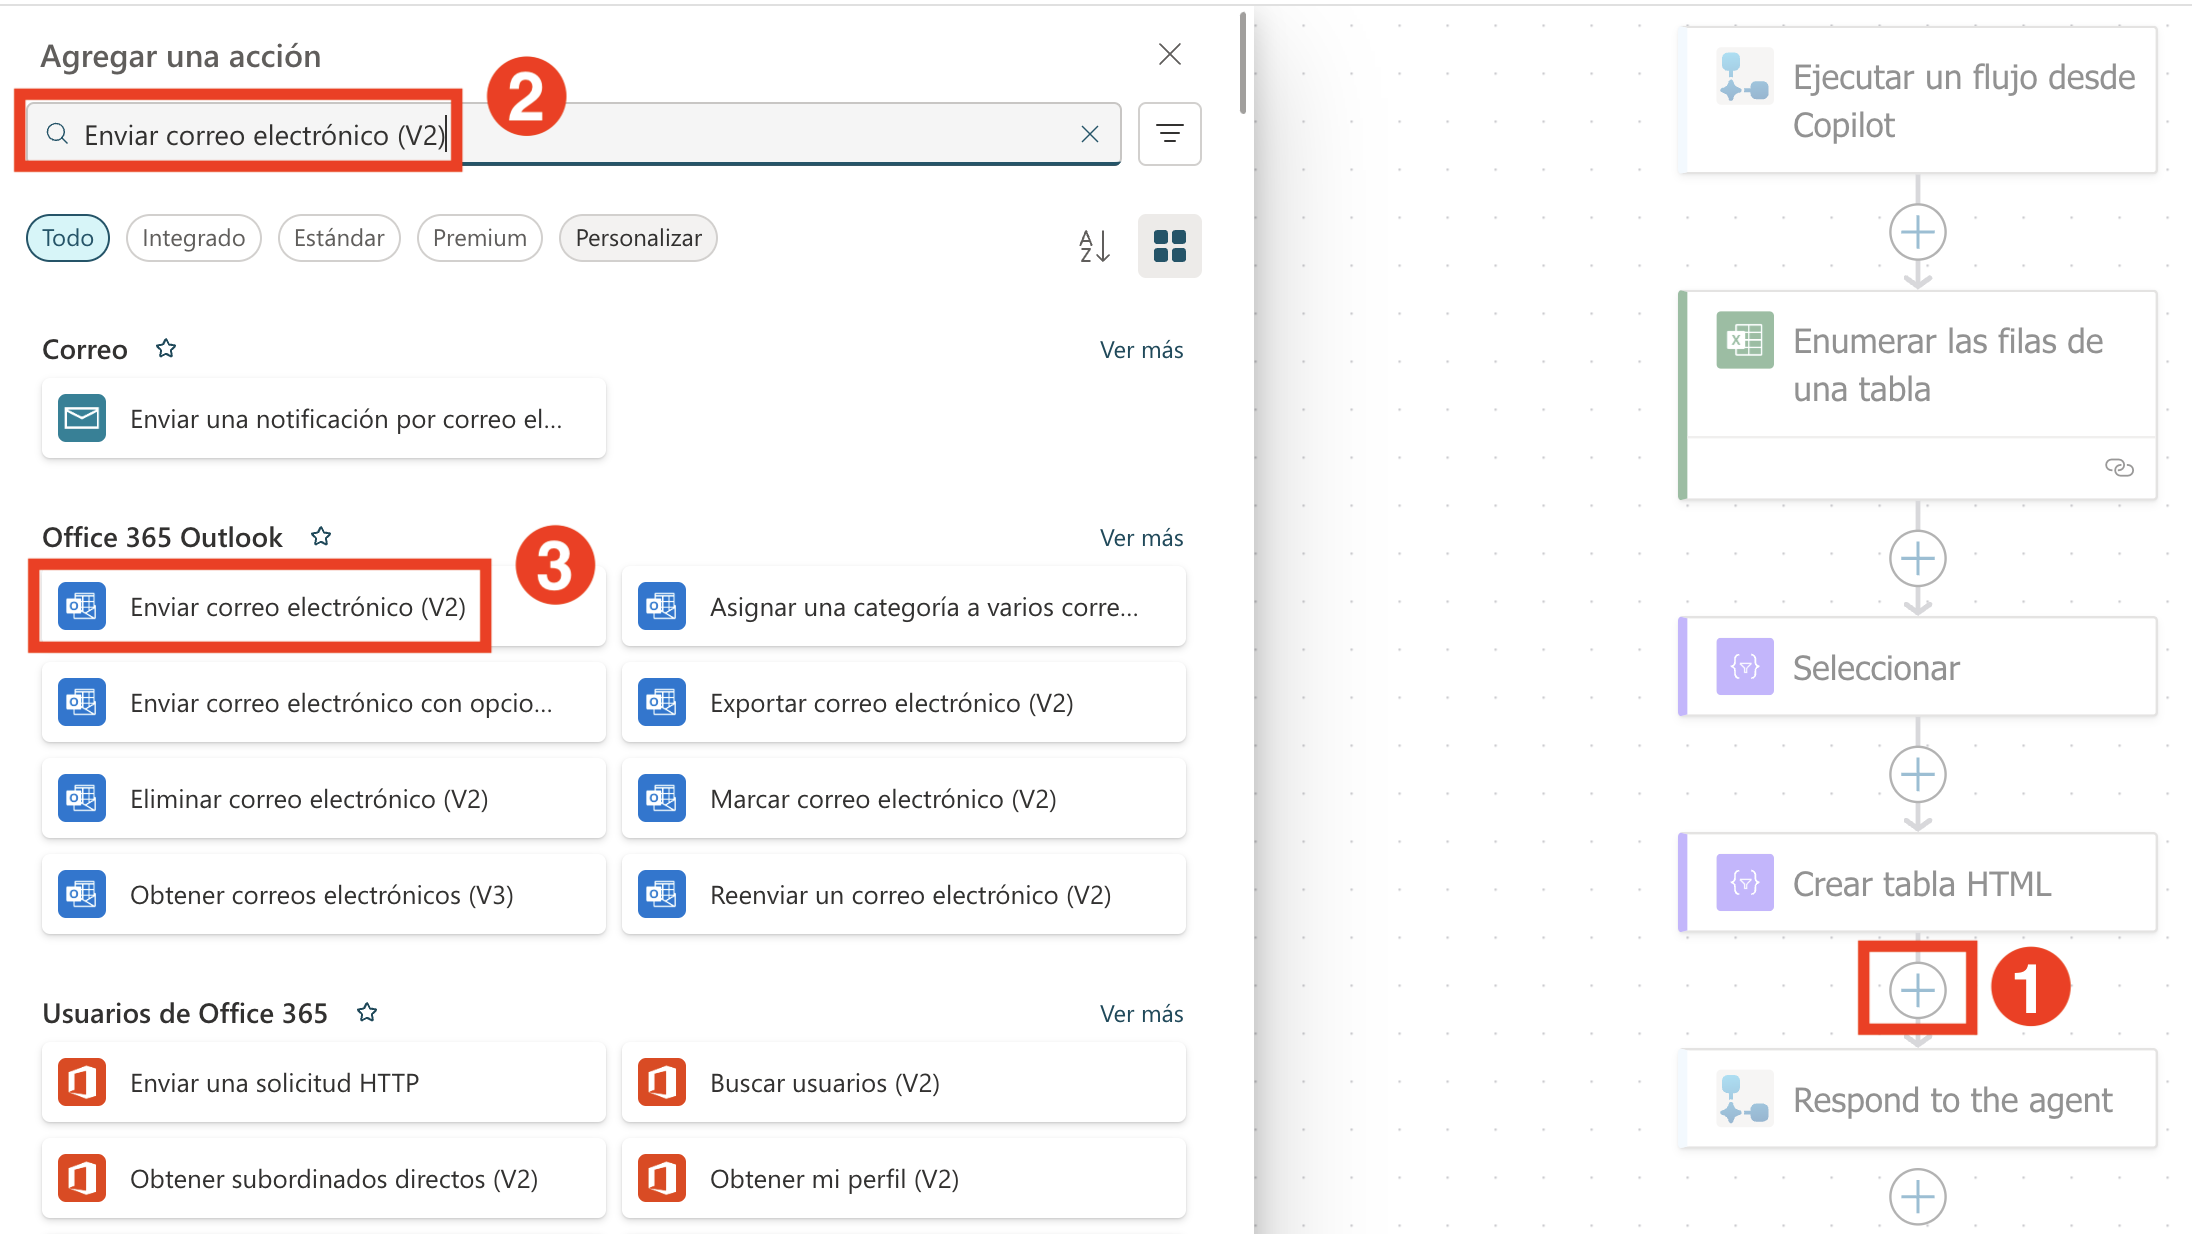 Agregar una acción
Enviar correo electrónico (V2)
2
Todo
Integrado
Estándar
Premium
Personalizar
A
Z
Correo
Ver más
Enviar una notificación por correo el...
Office 365 Outlook
Ver más
3
Enviar correo electrónico (V2)
Asignar una categoría a varios corre...
Enviar correo electrónico con opcio...
Exportar correo electrónico (V2)
Eliminar correo electrónico (V2)
Marcar correo electrónico (V2)
Obtener correos electrónicos (V3)
Reenviar un correo electrónico (V2)
Usuarios de Office 365
Ver más
Enviar una solicitud HTTP
Buscar usuarios (V2)
Obtener subordinados directos (V2)
Obtener mi perfil (V2)
Ejecutar un flujo desde
Copilot
Enumerar las filas de
una tabla
Seleccionar
Crear tabla HTML
1
Respond to the agent